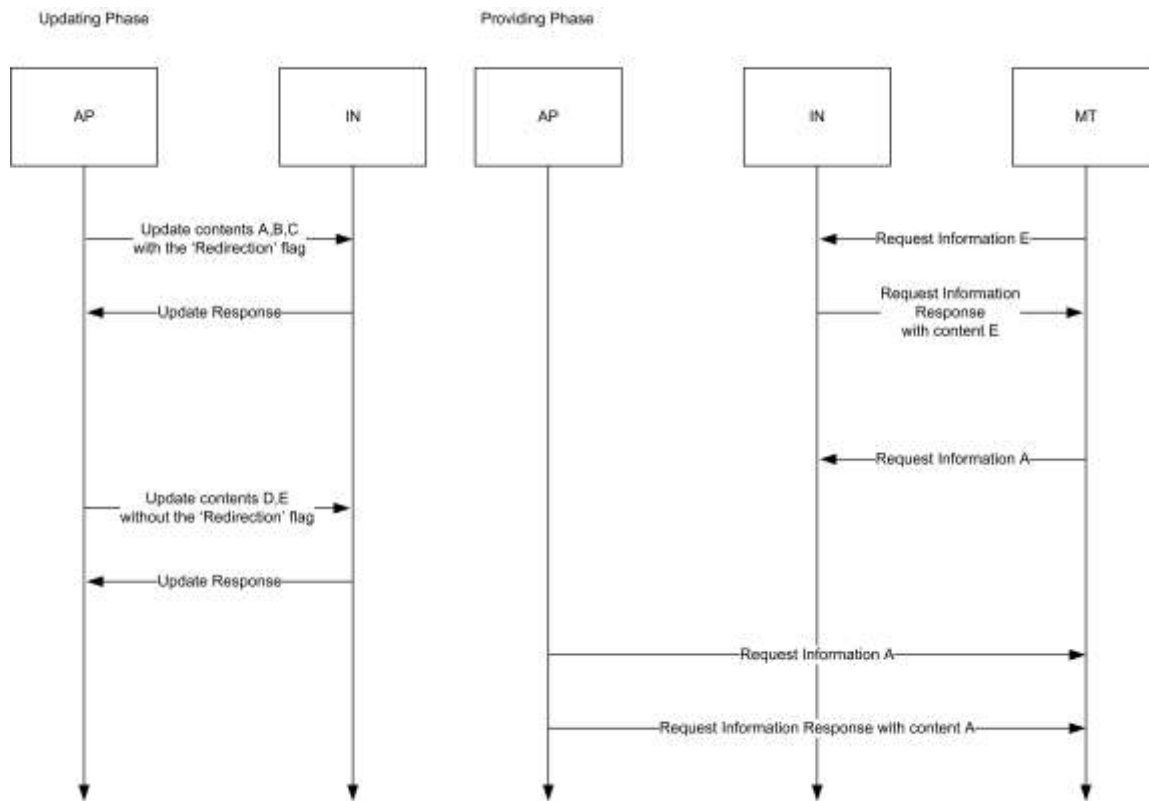 Updating Phase
Providing Phase
AP
IN
AP
IN
MT
Update contents A,B,C
with the ‘Redirection’ flag
Request Information E
Update Response
Request Information
Response
with content E
Request Information A
Update contents D,E
without the ‘Redirection’ flag
Update Response
Request Information A
Request Information Response with content A